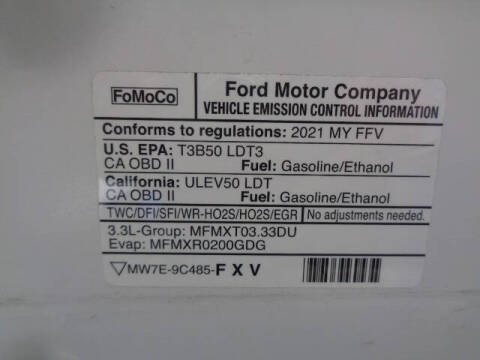 FoMoCo
Ford Motor Company
VEHICLE EMISSION CONTROL INFORMATION
Conforms to regulations: 2021 MY FFV
U.S. EPA: T3B50 LDT3
CA OBD II Fuel: Gasoline/Ethanol
California: ULEV50 LDT
CA OBD II Fuel: Gasoline/Ethanol
TWC/DFI/SFI/WR-HO2S/HO2S/EGR No adjustments needed.
3.3L-Group: MFMXT03.33DU
Evap: MFMXR0200GDG
MW7E-9C485-F X V